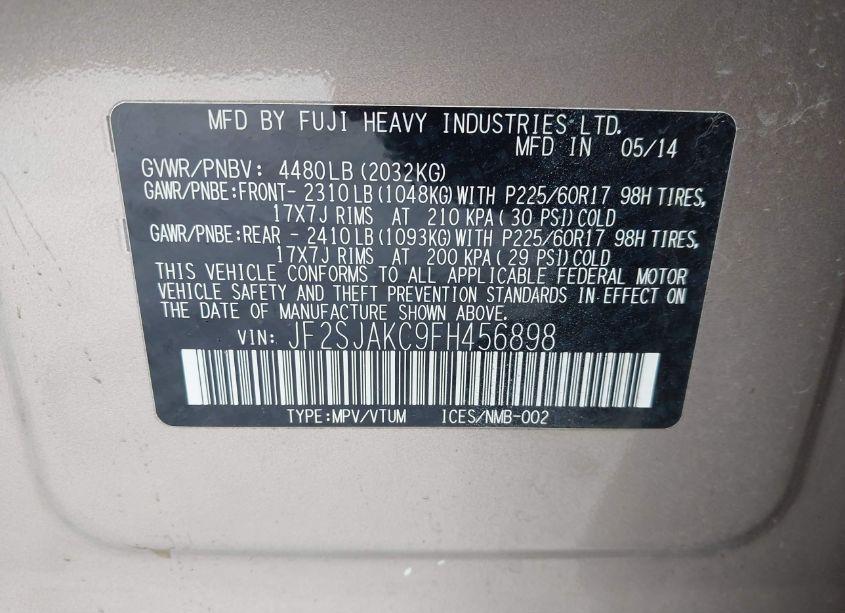 MFD BY FUJI HEAVY INDUSTRIES LTD.
MFD IN 05/14
GVWR/PNBV: 4480LB(2032KG)
GAWR/PNBE:FRONT- 2310LB(1048KG)WITH P225/60R17 98H TIRES,
17X7J RIMS AT 210 KPA( 30 PSI)COLD
GAWR/PNBE:REAR - 2410LB(1093KG)WITH P225/60R17 98H TIRES,
17X7J RIMS AT 200 KPA( 29 PSI)COLD
THIS VEHICLE CONFORMS TO ALL APPLICABLE FEDERAL MOTOR
VEHICLE SAFETY AND THEFT PREVENTION STANDARDS IN EFFECT ON
THE DATE OF MANUFACTURE SHOWN ABOVE.
VIN: JF2SJAKC9FH456898
TYPE:MPV/VTUM ICES/NMB-002